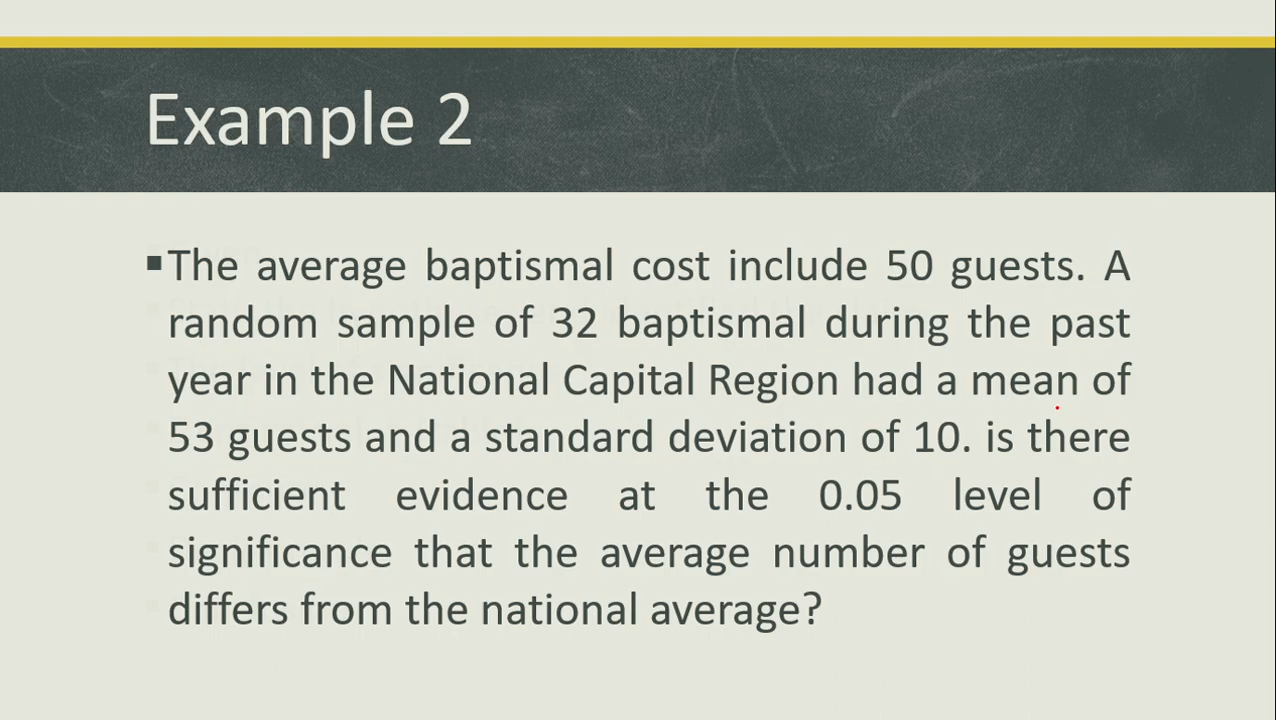 Example 2
▪The average baptismal cost include 50 guests. A
random sample of 32 baptismal during the past
year in the National Capital Region had a mean of
53 guests and a standard deviation of 10. is there
sufficient evidence at the 0.05 level of
significance that the average number of guests
differs from the national average?